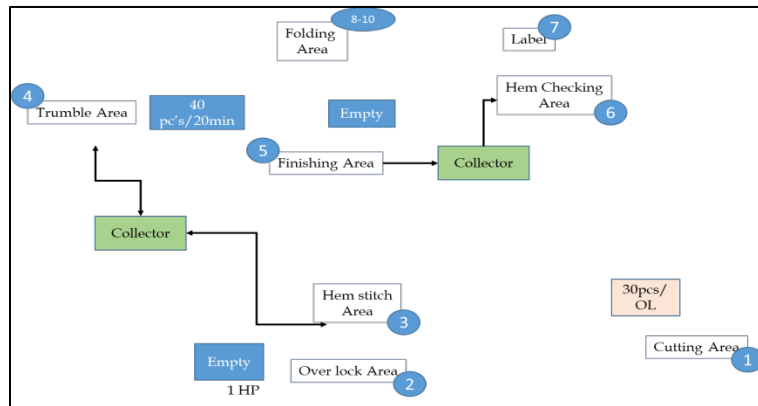 8-10
Folding
Area
7
Label
4
Trumble Area
40
pc's/20min
Empty
Hem Checking
Area
6
5
Finishing Area
Collector
Collector
Hem stitch
Area
3
30pcs/
OL
Cutting Area
1
Empty
1 HP
Over lock Area
2